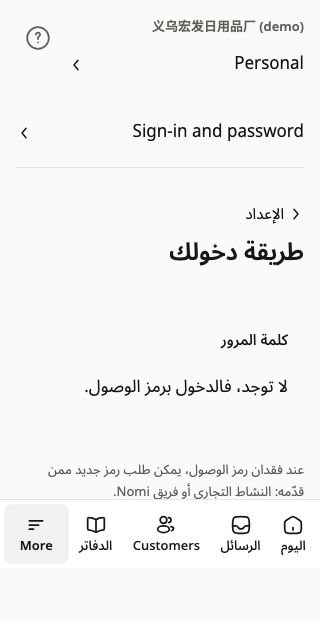 义乌宏发日用品厂 (demo)
Personal
Sign-in and password
الإعداد
طريقة دخولك
كلمة المرور
لا توجد، فالدخول برمز الوصول.
عند فقدان رمز الوصول، يمكن طلب رمز جديد ممن
قدّمه: النشاط التجاري أو فريق Nomi.
اليوم
الرسائل
Customers
الدفاتر
More